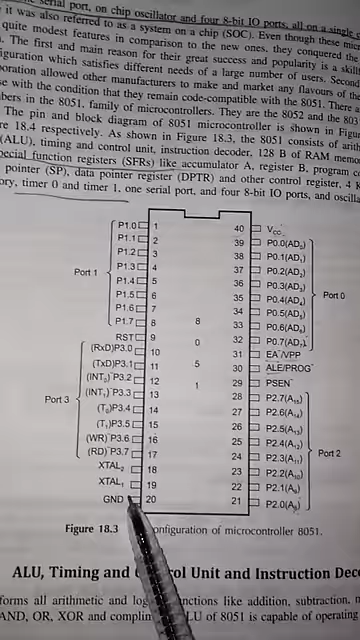 serial port, on chip oscillator and four 8-bit IO ports, all on a single
it was also referred to as a system on a chip (SOC). Even though these
quite modest features in comparison to the new ones, they conquered the
The first and main reason for their great success and popularity is a skil
iguration which satisfies different needs of a large number of users. Second
oration allowed other manufacturers to make and market any flavours of the
se with the condition that they remain code-compatible with the 8051. There a
bers in the 8051, family of microcontrollers. They are the 8052 and the 803
The pin and block diagram of 8051 microcontroller is shown in Figu
re 18.4 respectively. As shown in Figure 18.3, the 8051 consists of arith
(ALU), timing and control unit, instruction decoder, 128 B of RAM memo
pecial function registers (SFRs) like accumulator A, register B, program c
pointer (SP), data pointer register (DPTR) and other control register, 4 K
ory, timer 0 and timer 1, one serial port, and four 8-bit IO ports, and oscilla
P1.0 1 40 VCC
P1.1 2 39 P0.0(AD0)
P1.2 3 38 P0.1(AD1)
P1.3 4 37 P0.2(AD2)
Port 1
P1.4 5 36 P0.3(AD3)
P1.5 6 35 P0.4(AD4)
Port 0
P1.6 7 34 P0.5(AD5)
P1.7 8 8 33 P0.6(AD6)
RST 9 32 P0.7(AD7)
(RxD)P3.0 10 0 31 EA/VPP
(TxD)P3.1 11 5 30 ALE/PROG
(INT0)P3.2 12 1 29 PSEN
(INT1)P3.3 13 28 P2.7(A15)
Port 3
(T0)P3.4 14 27 P2.6(A14)
(T1)P3.5 15 26 P2.5(A13)
(WR)P3.6 16 25 P2.4(A12)
(RD)P3.7 17 24 P2.3(A11)
Port 2
XTAL2 18 23 P2.2(A10)
XTAL1 19 22 P2.1(A9)
GND 20 21 P2.0(A8)
Figure 18.3 onfiguration of microcontroller 8051.
ALU, Timing and rol Unit and Instruction Dec
forms all arithmetic and log nctions like addition, subtraction,
AND, OR, XOR and complim LU of 8051 is capable of operating